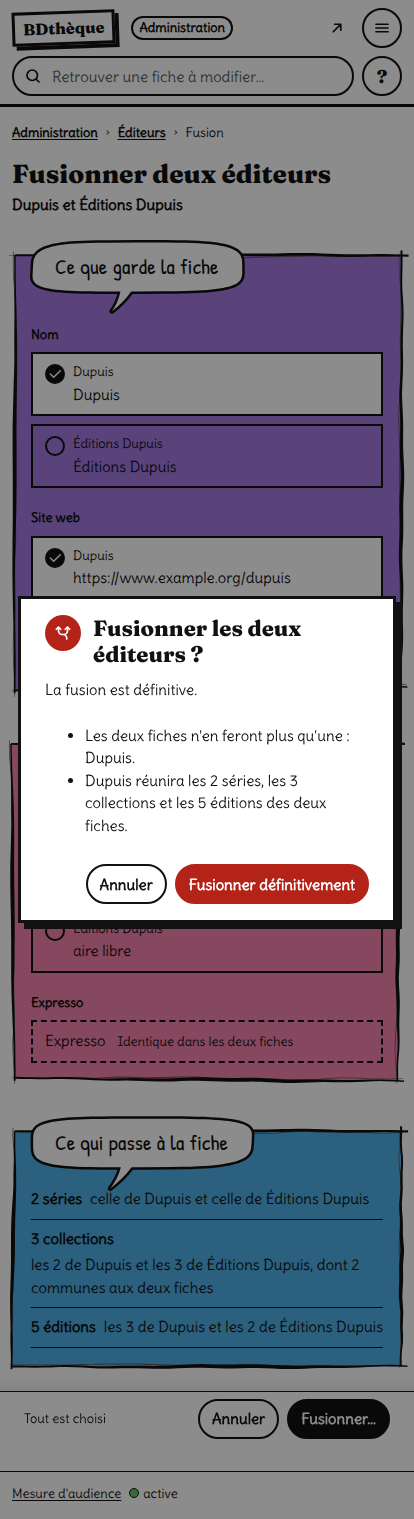 BDthèque
Administration
Retrouver une fiche à modifier...
?
Administration › Éditeurs › Fusion
Fusionner deux éditeurs
Dupuis et Éditions Dupuis
Ce que garde la fiche
Nom
Dupuis
Dupuis
Éditions Dupuis
Éditions Dupuis
Site web
Dupuis
https://www.example.org/dupuis
Fusionner les deux
éditeurs ?
La fusion est définitive.
• Les deux fiches n'en feront plus qu'une :
Dupuis.
• Dupuis réunira les 2 séries, les 3
collections et les 5 éditions des deux
fiches.
Annuler
Fusionner définitivement
Éditions Dupuis
aire libre
Expresso
Expresso Identique dans les deux fiches
Ce qui passe à la fiche
2 séries celle de Dupuis et celle de Éditions Dupuis
3 collections
les 2 de Dupuis et les 3 de Éditions Dupuis, dont 2
communes aux deux fiches
5 éditions les 3 de Dupuis et les 2 de Éditions Dupuis
Tout est choisi
Annuler
Fusionner...
Mesure d'audience active